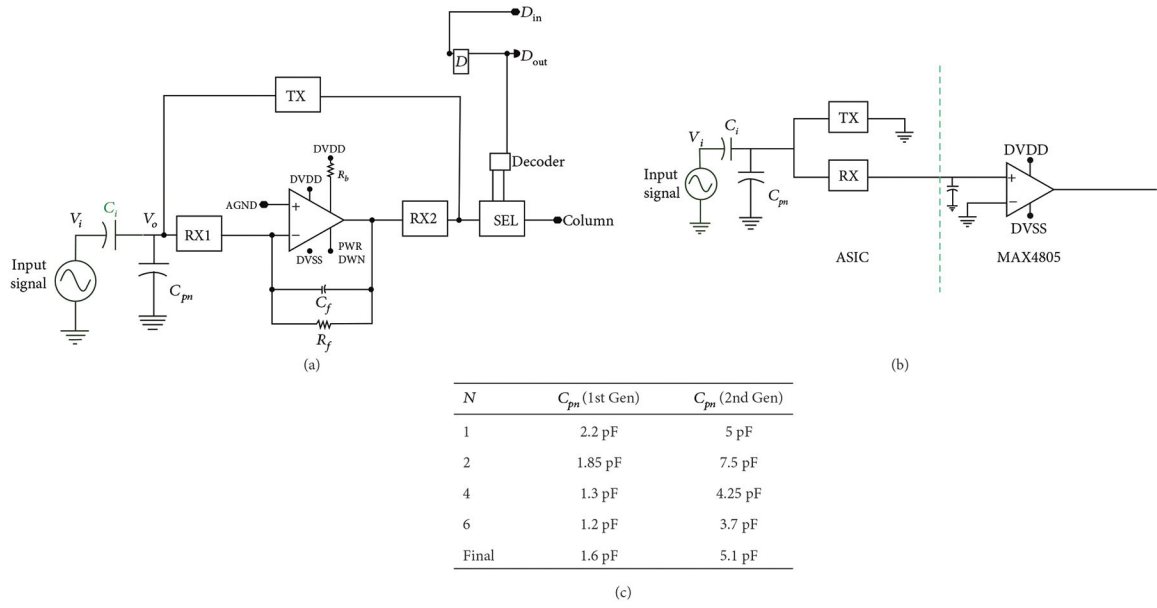 D_in
D_out
D
TX
DVDD
DVDD
R_b
Decoder
AGND
+
−
V_i
C_i
V_o
RX1
RX2
SEL
Column
DVSS
PWR
DWN
Input
signal
C_pn
C_f
R_f
(a)
TX
V_i
C_i
DVDD
Input
signal
RX
+
−
C_pn
DVSS
ASIC
MAX4805
(b)
N C_pn (1st Gen) C_pn (2nd Gen)
1 2.2 pF 5 pF
2 1.85 pF 7.5 pF
4 1.3 pF 4.25 pF
6 1.2 pF 3.7 pF
Final 1.6 pF 5.1 pF
(c)